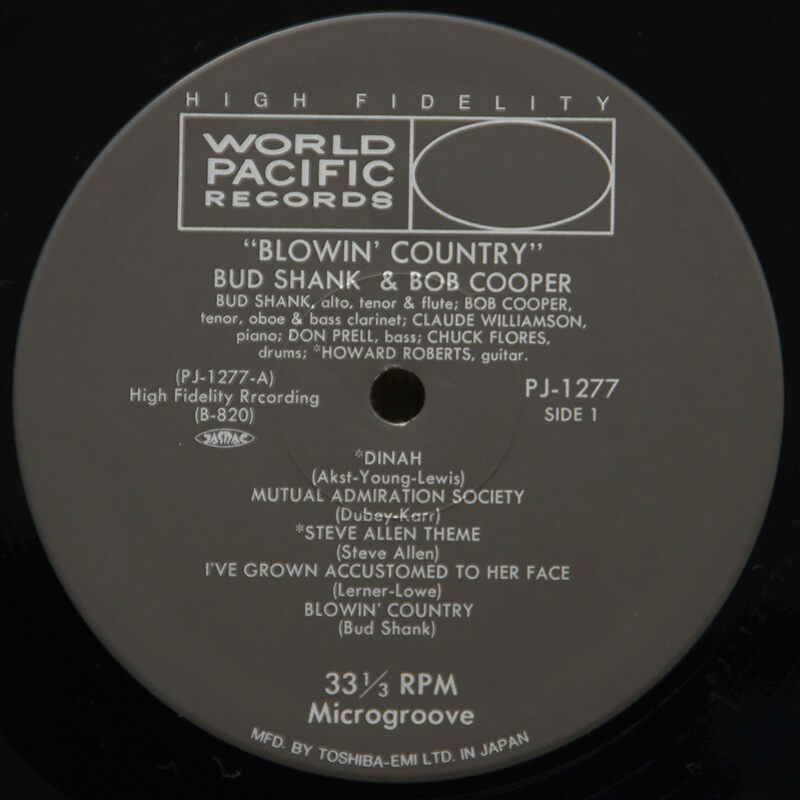 HIGH FIDELITY
WORLD
PACIFIC
RECORDS
"BLOWIN' COUNTRY"
BUD SHANK & BOB COOPER
BUD SHANK, alto, tenor & flute; BOB COOPER,
tenor, oboe & bass clarinet; CLAUDE WILLIAMSON,
piano; DON PRELL, bass; CHUCK FLORES,
drums; *HOWARD ROBERTS, guitar.
(PJ-1277-A)
High Fidelity Rrcording
(B-820)
JASRAC
PJ-1277
SIDE 1
*DINAH
(Akst-Young-Lewis)
MUTUAL ADMIRATION SOCIETY
(Dubey-Karr)
*STEVE ALLEN THEME
(Steve Allen)
I'VE GROWN ACCUSTOMED TO HER FACE
(Lerner-Lowe)
BLOWIN' COUNTRY
(Bud Shank)
33⅓ RPM
Microgroove
MFD. BY TOSHIBA-EMI LTD. IN JAPAN